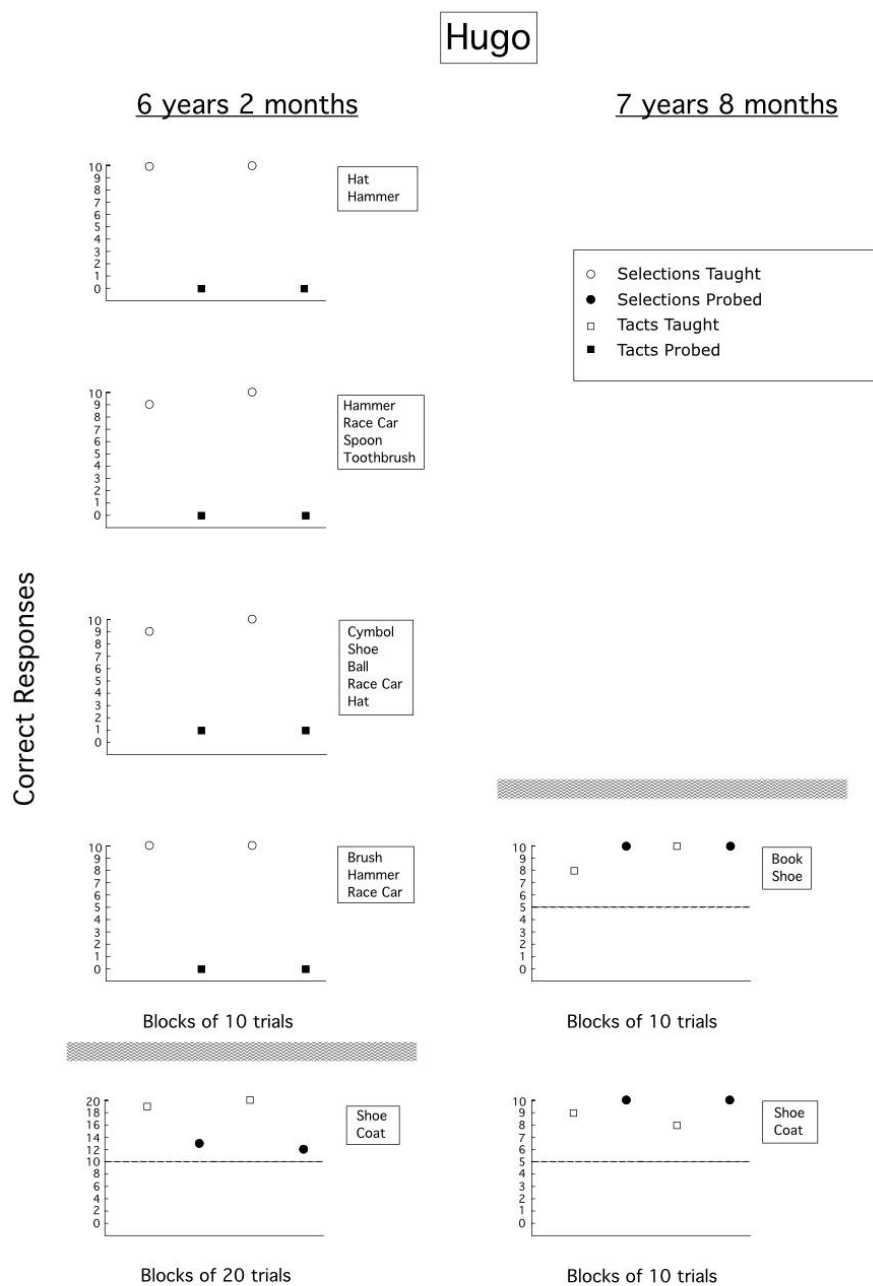 Hugo
6 years 2 months
7 years 8 months
10
9
8
7
6
5
4
3
2
1
0
Hat
Hammer
Selections Taught
Selections Probed
Tacts Taught
Tacts Probed
10
9
8
7
6
5
4
3
2
1
0
Hammer
Race Car
Spoon
Toothbrush
Correct Responses
10
9
8
7
6
5
4
3
2
1
0
Cymbol
Shoe
Ball
Race Car
Hat
10
9
8
7
6
5
4
3
2
1
0
Brush
Hammer
Race Car
Blocks of 10 trials
10
9
8
7
6
5
4
3
2
1
0
Book
Shoe
Blocks of 10 trials
20
18
16
14
12
10
8
6
4
2
0
Shoe
Coat
Blocks of 20 trials
10
9
8
7
6
5
4
3
2
1
0
Shoe
Coat
Blocks of 10 trials